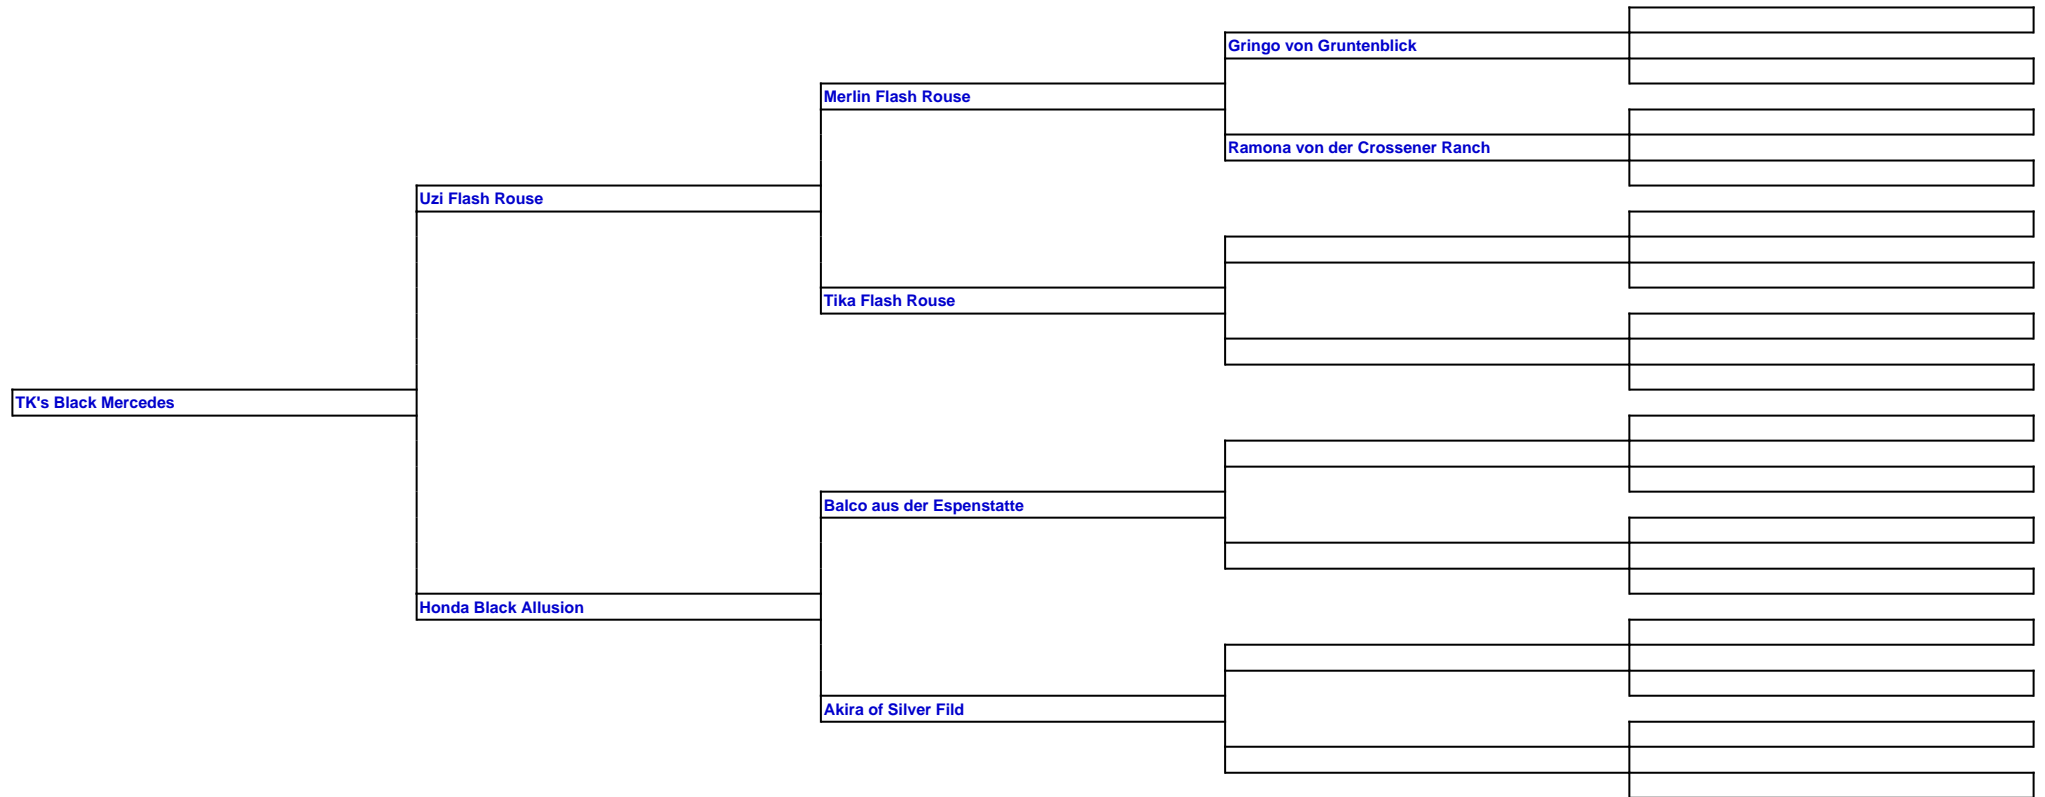 Gringo von Gruntenblick
Merlin Flash Rouse
Ramona von der Crossener Ranch
Uzi Flash Rouse
Tika Flash Rouse
TK's Black Mercedes
Balco aus der Espenstatte
Honda Black Allusion
Akira of Silver Fild